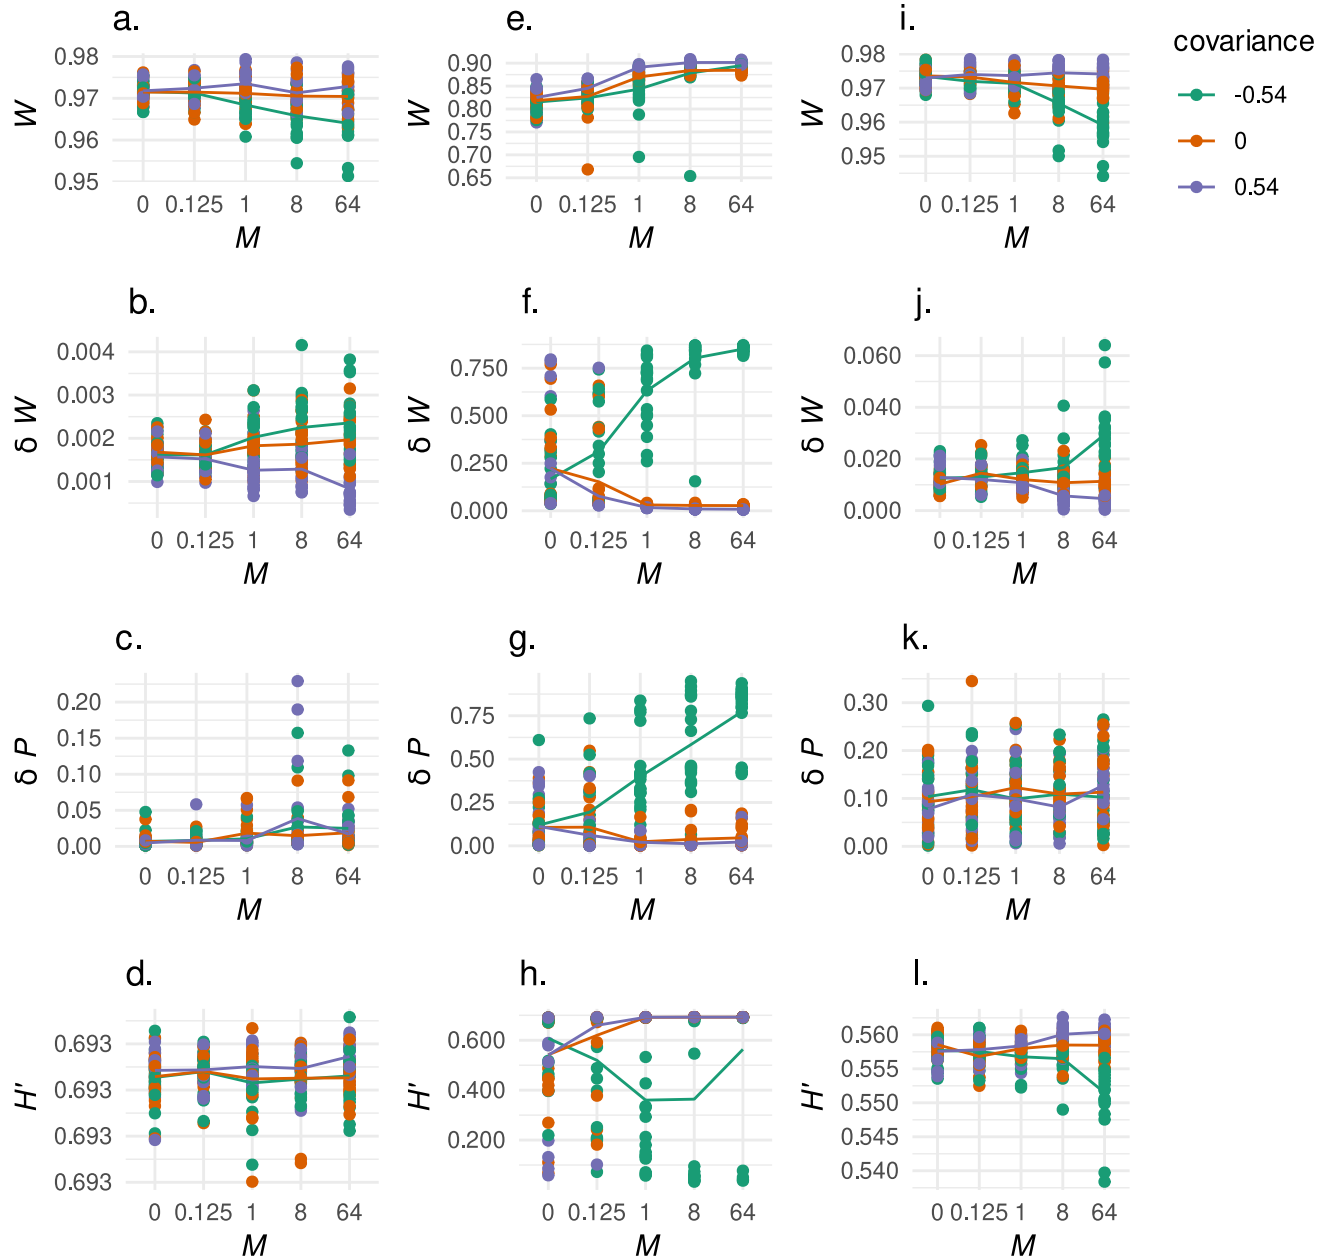 a.
e.
i.
covariance
-0.54
0
0.54
W
0.98
0.97
0.96
0.95
0 0.125 1 8 64
M
W
0.90
0.85
0.80
0.75
0.70
0.65
0 0.125 1 8 64
M
W
0.98
0.97
0.96
0.95
0 0.125 1 8 64
M
b.
f.
j.
δ W
0.004
0.003
0.002
0.001
0 0.125 1 8 64
M
δ W
0.750
0.500
0.250
0.000
0 0.125 1 8 64
M
δ W
0.060
0.040
0.020
0.000
0 0.125 1 8 64
M
c.
g.
k.
δ P
0.20
0.15
0.10
0.05
0.00
0 0.125 1 8 64
M
δ P
0.75
0.50
0.25
0.00
0 0.125 1 8 64
M
δ P
0.30
0.20
0.10
0.00
0 0.125 1 8 64
M
d.
h.
l.
H'
0.693
0.693
0.693
0.693
0 0.125 1 8 64
M
H'
0.600
0.400
0.200
0 0.125 1 8 64
M
H'
0.560
0.555
0.550
0.545
0.540
0 0.125 1 8 64
M